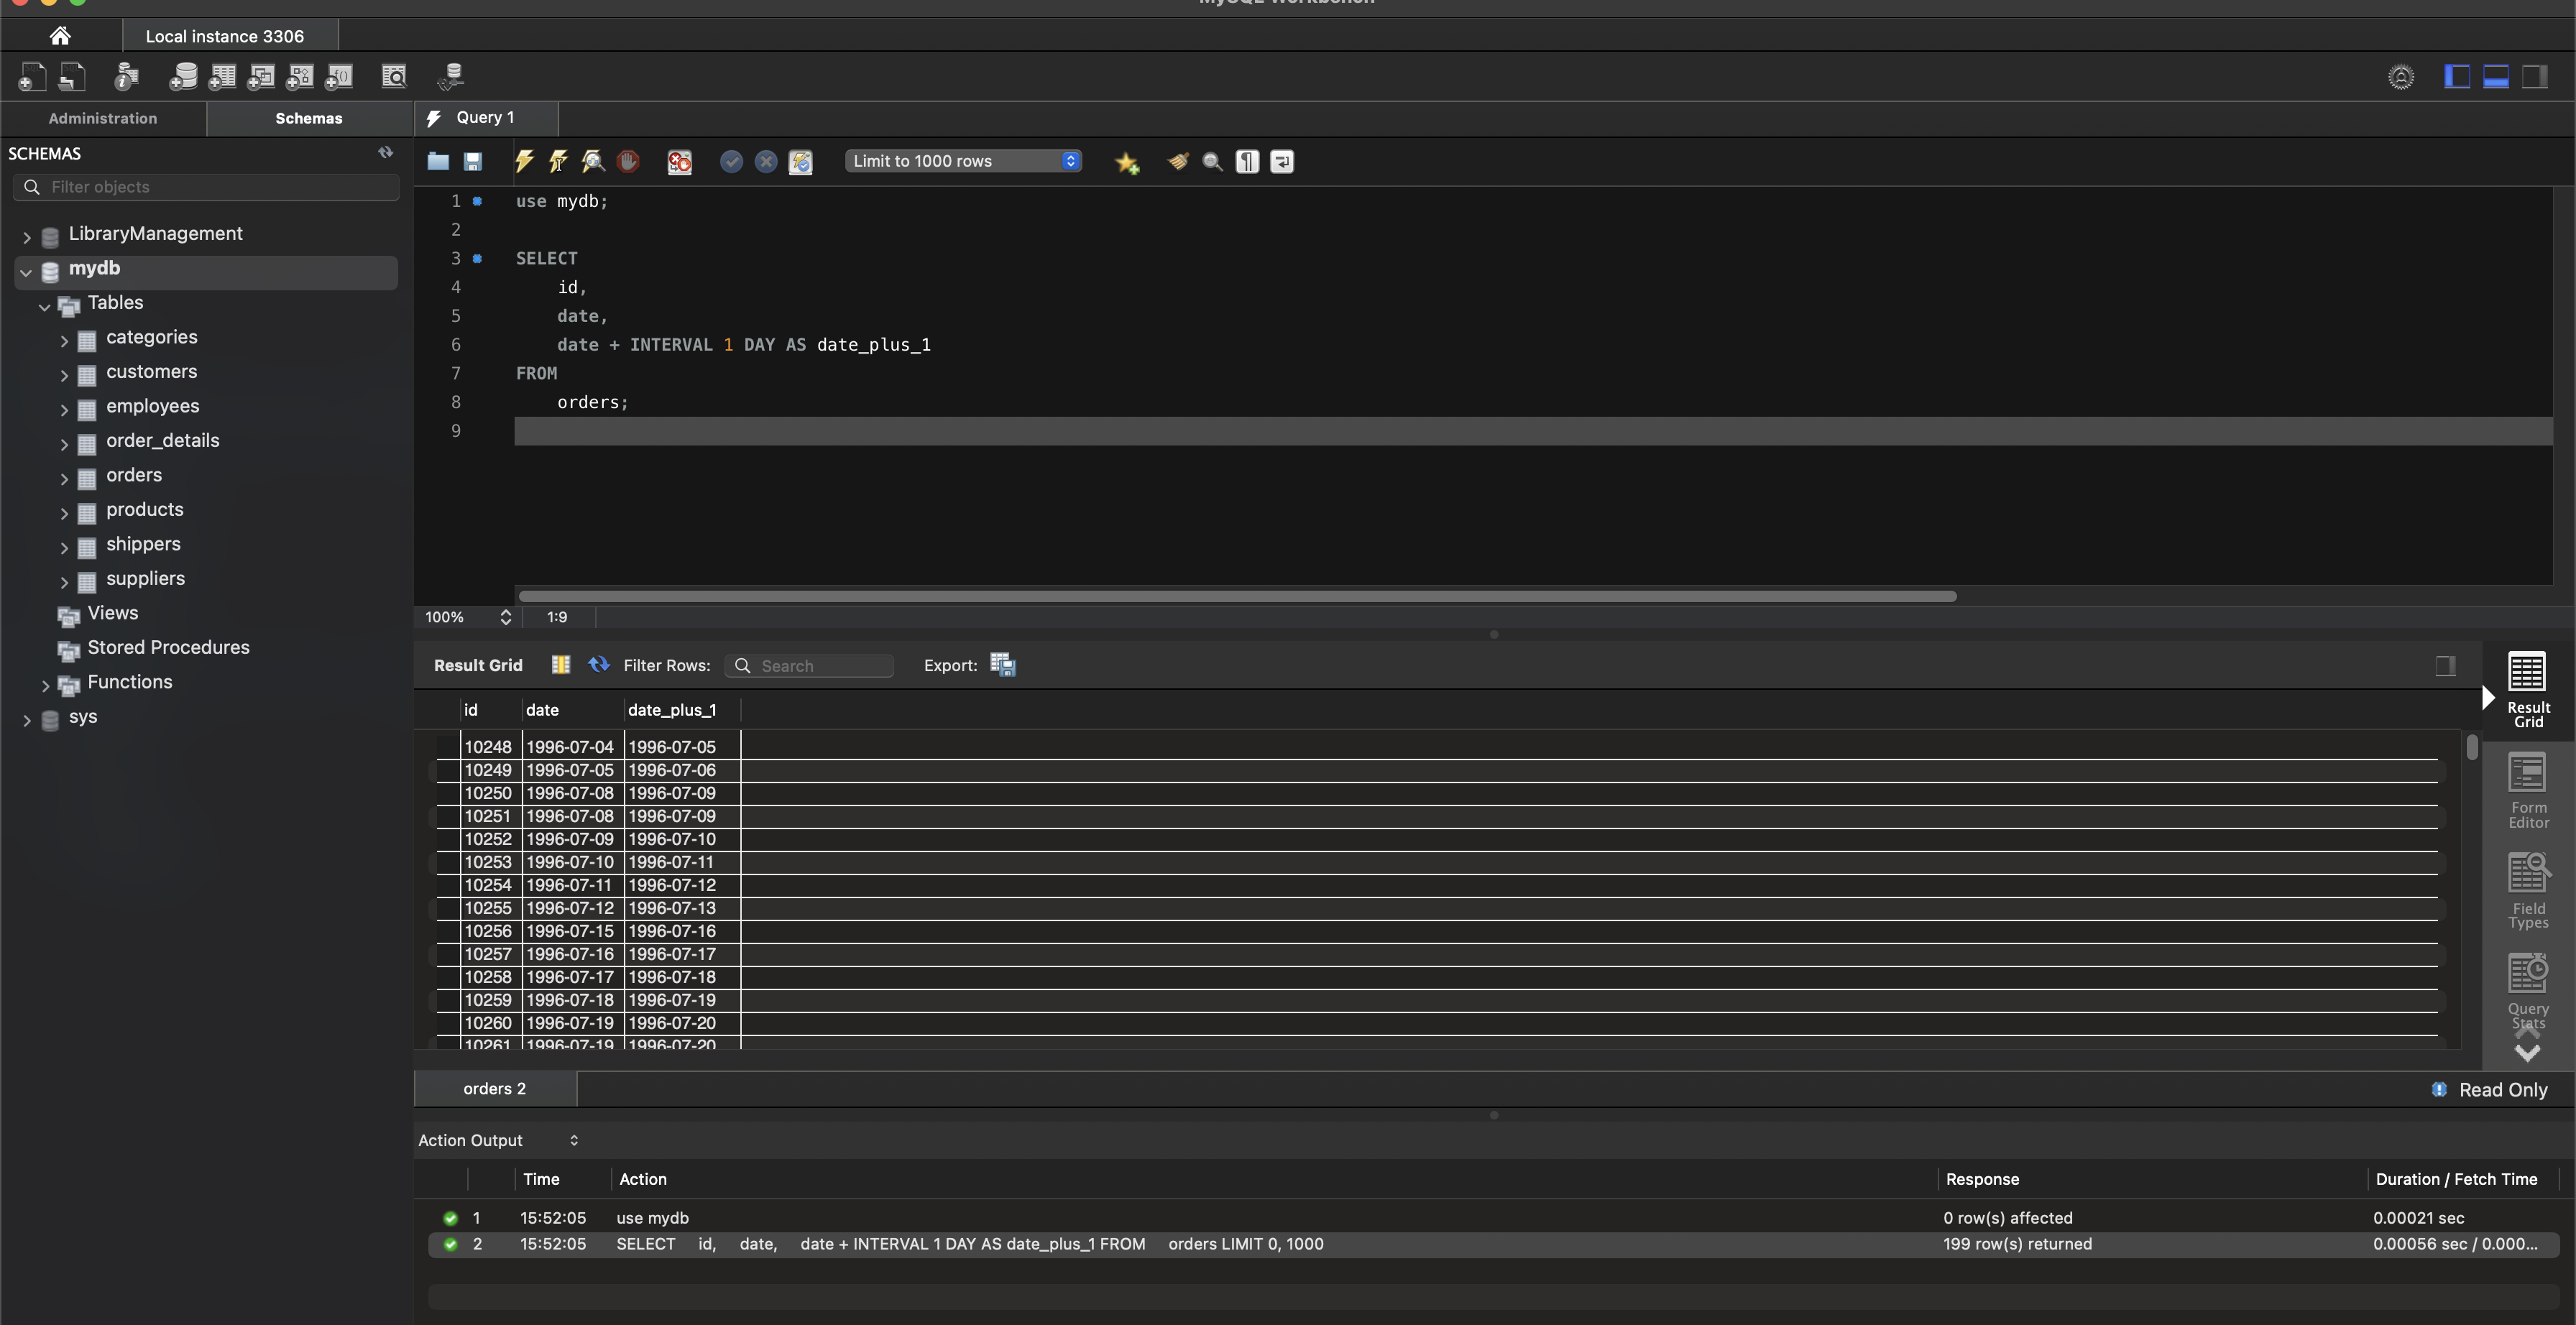 MySQL Workbench
Local instance 3306
Administration
Schemas
Query 1
SCHEMAS
Filter objects
Limit to 1000 rows
LibraryManagement
mydb
Tables
categories
customers
employees
order_details
orders
products
shippers
suppliers
Views
Stored Procedures
Functions
sys
1 use mydb;
2
3 SELECT
4 id,
5 date,
6 date + INTERVAL 1 DAY AS date_plus_1
7 FROM
8 orders;
9
100% 1:9
Result Grid Filter Rows: Search Export:
id date date_plus_1
10248 1996-07-04 1996-07-05
10249 1996-07-05 1996-07-06
10250 1996-07-08 1996-07-09
10251 1996-07-08 1996-07-09
10252 1996-07-09 1996-07-10
10253 1996-07-10 1996-07-11
10254 1996-07-11 1996-07-12
10255 1996-07-12 1996-07-13
10256 1996-07-15 1996-07-16
10257 1996-07-16 1996-07-17
10258 1996-07-17 1996-07-18
10259 1996-07-18 1996-07-19
10260 1996-07-19 1996-07-20
10261 1996-07-19 1996-07-20
Result
Grid
Form
Editor
Field
Types
Query
Stats
orders 2
Read Only
Action Output
Time Action Response Duration / Fetch Time
1 15:52:05 use mydb 0 row(s) affected 0.00021 sec
2 15:52:05 SELECT id, date, date + INTERVAL 1 DAY AS date_plus_1 FROM orders LIMIT 0, 1000 199 row(s) returned 0.00056 sec / 0.000...